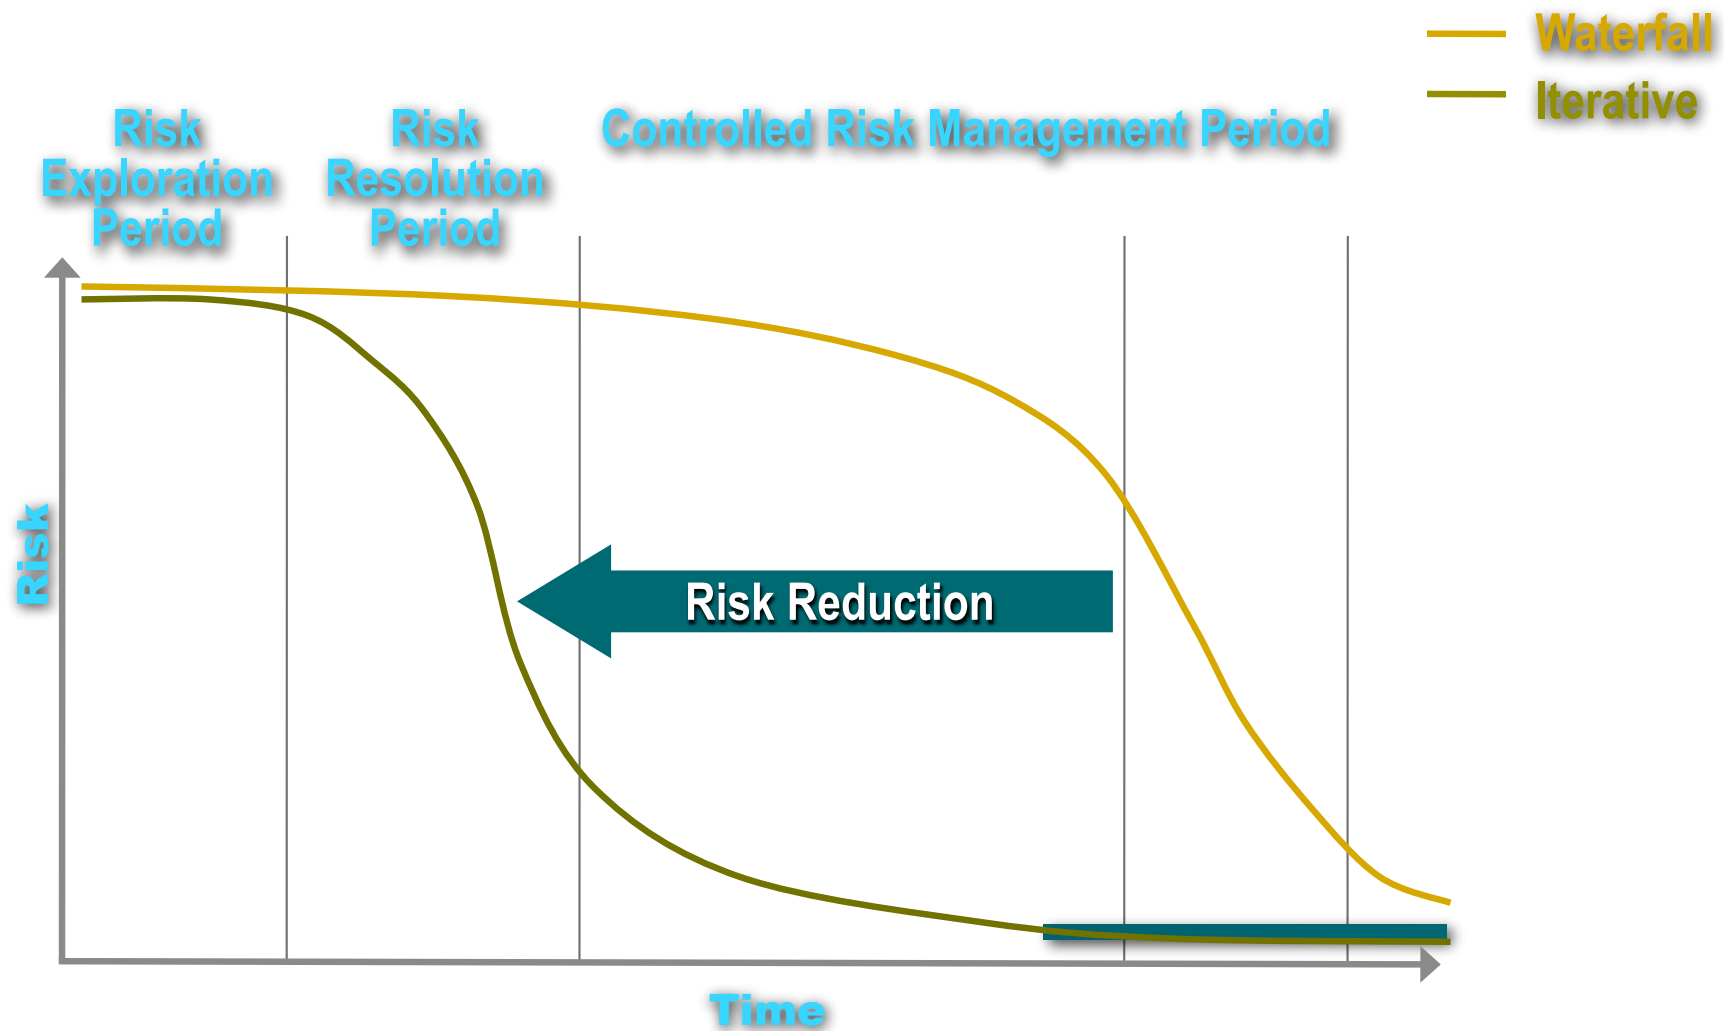 Waterfall
Iterative
Risk
Exploration
Period
Risk
Resolution
Period
Controlled Risk Management Period
Risk
Risk Reduction
Time